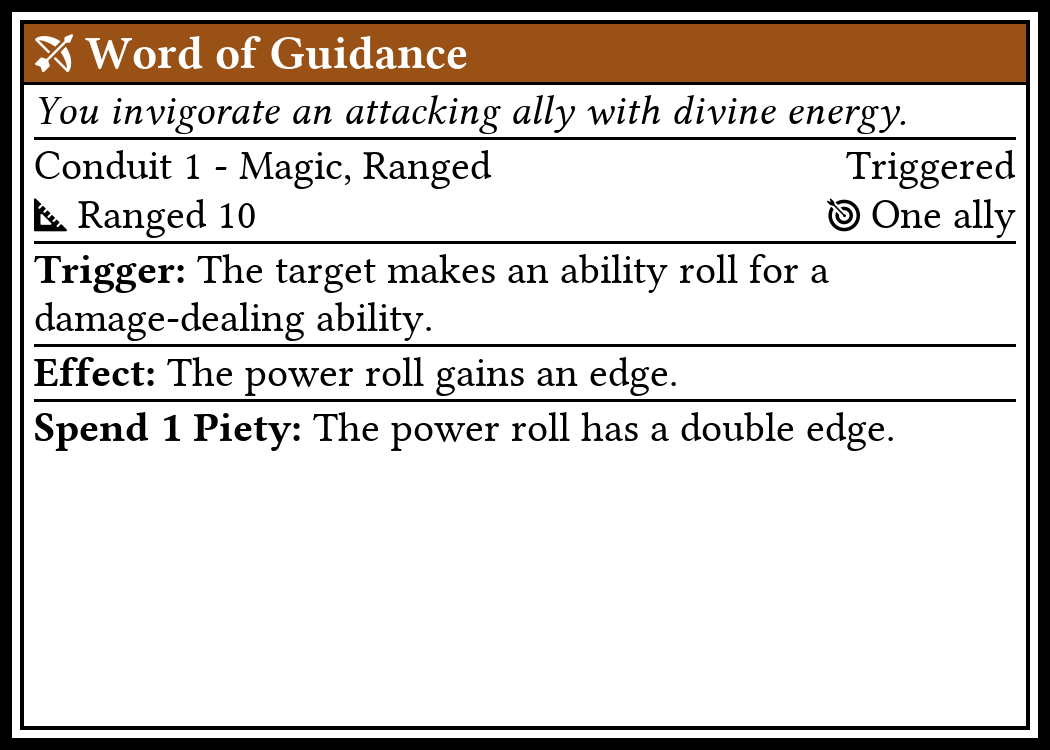 Word of Guidance
You invigorate an attacking ally with divine energy.
Conduit 1 - Magic, Ranged Triggered
Ranged 10 One ally
Trigger: The target makes an ability roll for a
damage-dealing ability.
Effect: The power roll gains an edge.
Spend 1 Piety: The power roll has a double edge.